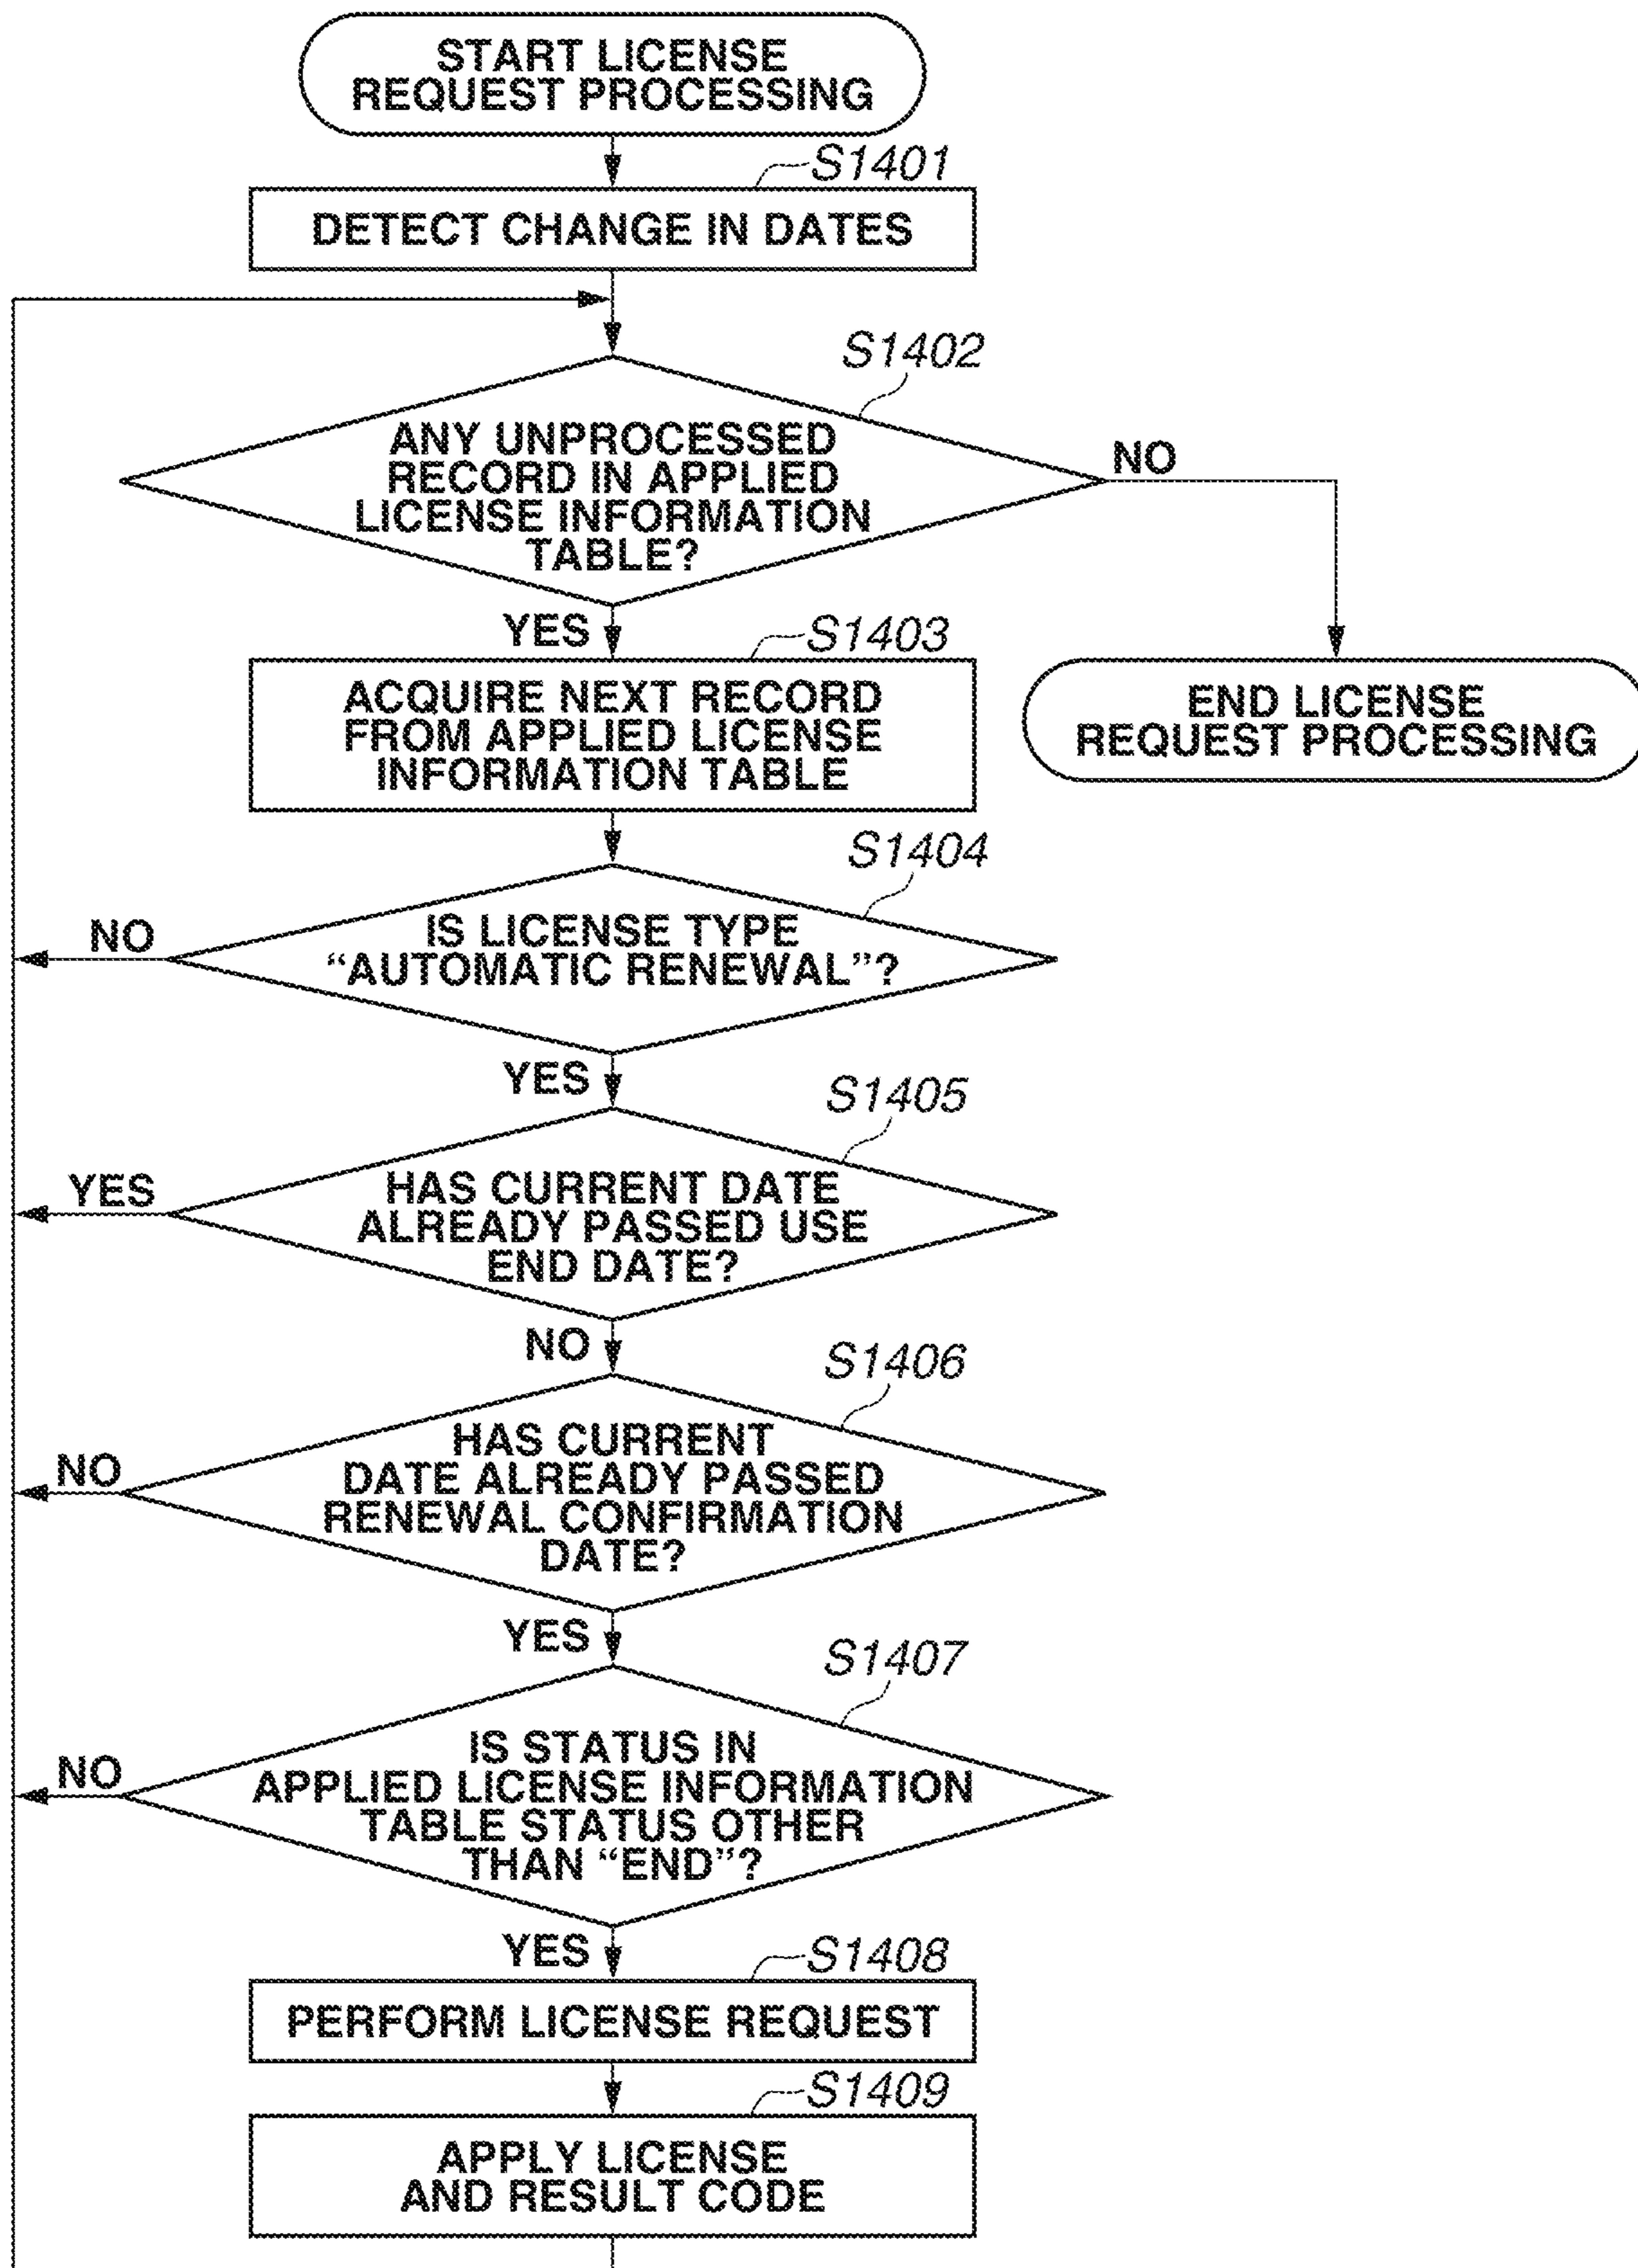 START LICENSE
REQUEST PROCESSING
S1401
DETECT CHANGE IN DATES
S1402
ANY UNPROCESSED
RECORD IN APPLIED
LICENSE INFORMATION
TABLE?
NO
YES
S1403
ACQUIRE NEXT RECORD
FROM APPLIED LICENSE
INFORMATION TABLE
END LICENSE
REQUEST PROCESSING
S1404
IS LICENSE TYPE
“AUTOMATIC RENEWAL”?
NO
YES
S1405
HAS CURRENT DATE
ALREADY PASSED USE
END DATE?
YES
NO
S1406
HAS CURRENT
DATE ALREADY PASSED
RENEWAL CONFIRMATION
DATE?
NO
YES
S1407
IS STATUS IN
APPLIED LICENSE INFORMATION
TABLE STATUS OTHER
THAN “END”?
NO
YES
S1408
PERFORM LICENSE REQUEST
S1409
APPLY LICENSE
AND RESULT CODE